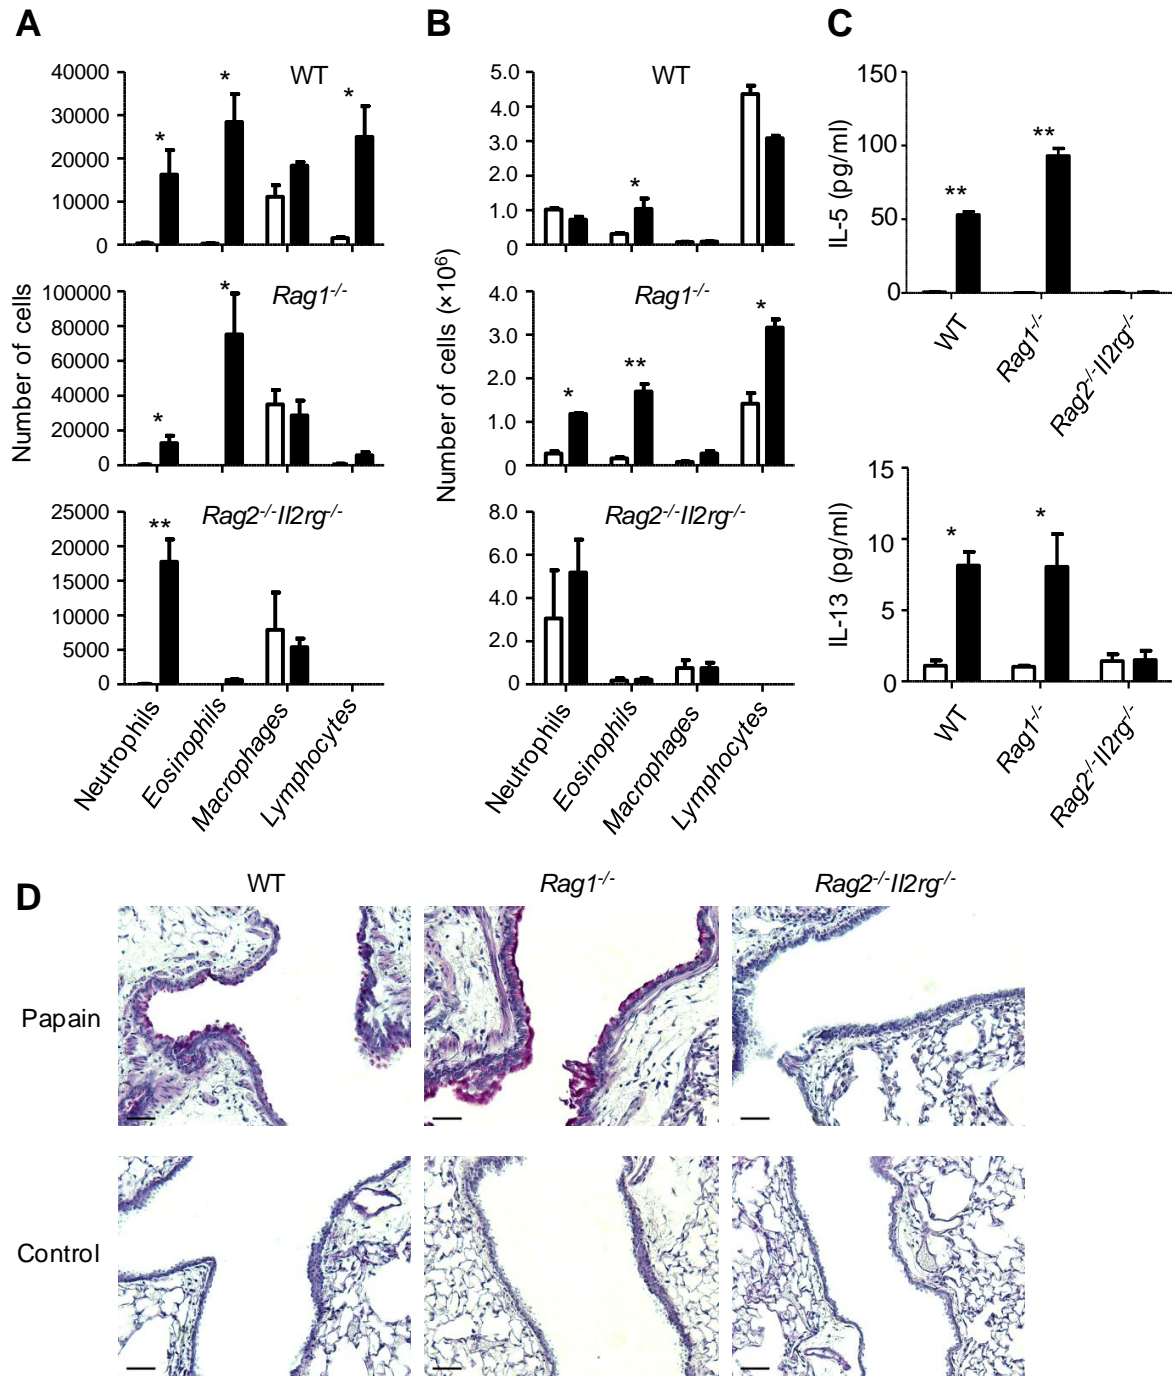 A
B
C
WT
*
*
*
40000
30000
20000
10000
0
Rag1-/-
*
*
100000
80000
60000
40000
20000
0
Rag2-/-Il2rg-/-
**
25000
20000
15000
10000
5000
0
Number of cells
Neutrophils
Eosinophils
Macrophages
Lymphocytes
WT
*
5.0
4.0
3.0
2.0
1.0
0
Rag1-/-
*
**
*
4.0
3.0
2.0
1.0
0
Rag2-/-Il2rg-/-
8.0
6.0
4.0
2.0
0
Number of cells (×10⁶)
Neutrophils
Eosinophils
Macrophages
Lymphocytes
150
100
50
0
IL-5 (pg/ml)
**
**
WT
Rag1-/-
Rag2-/-Il2rg-/-
15
10
5
0
IL-13 (pg/ml)
*
*
WT
Rag1-/-
Rag2-/-Il2rg-/-
D
WT
Rag1-/-
Rag2-/-Il2rg-/-
Papain
Control